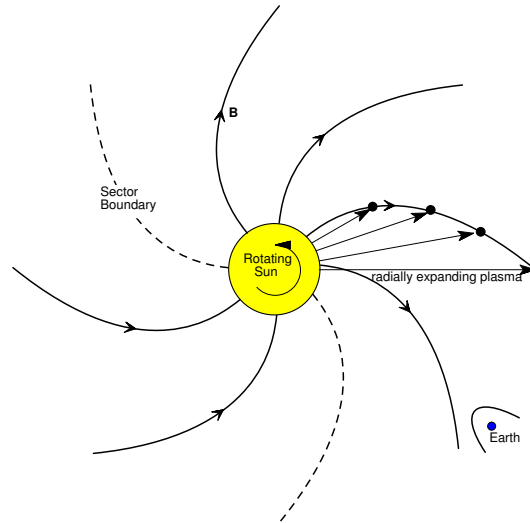 B
Sector
Boundary
Rotating
Sun
radially expanding plasma
Earth